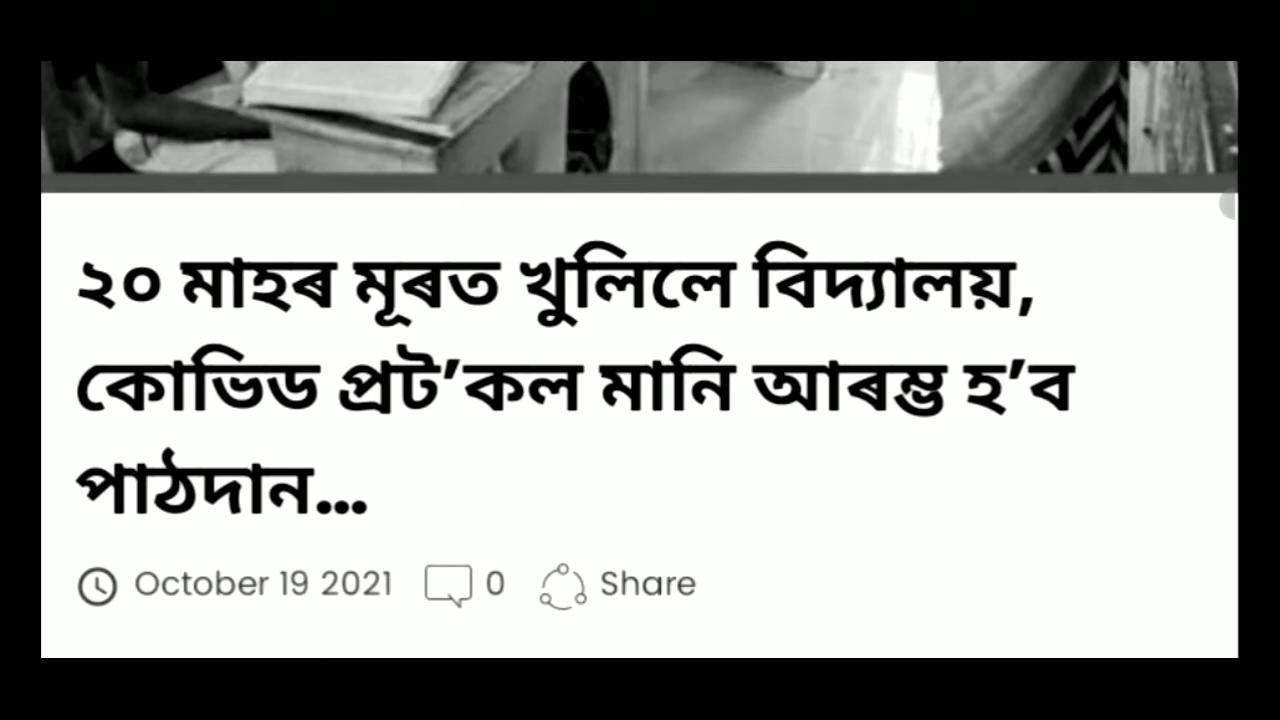 ২০ মাহৰ মূৰত খুলিলে বিদ্যালয়,
কোভিড প্ৰট’কল মানি আৰম্ভ হ’ব
পাঠদান...
October 19 2021 0 Share